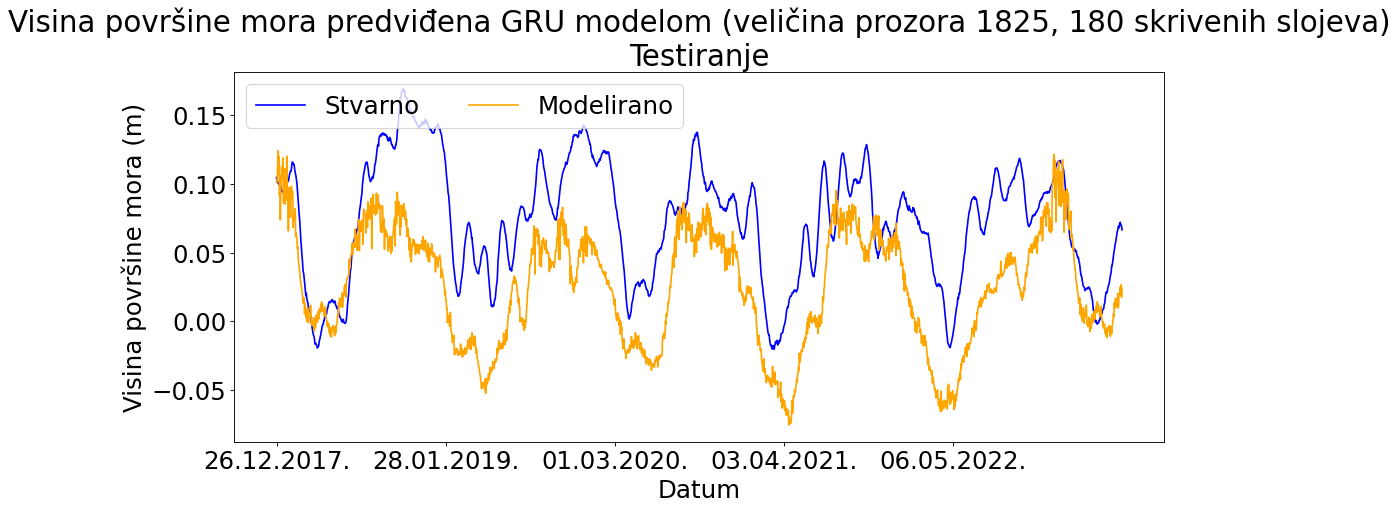 Visina površine mora predviđena GRU modelom (veličina prozora 1825, 180 skrivenih slojeva)
Testiranje
Stvarno
Modelirano
Visina površine mora (m)
0.15
0.10
0.05
0.00
−0.05
26.12.2017.
28.01.2019.
01.03.2020.
03.04.2021.
06.05.2022.
Datum